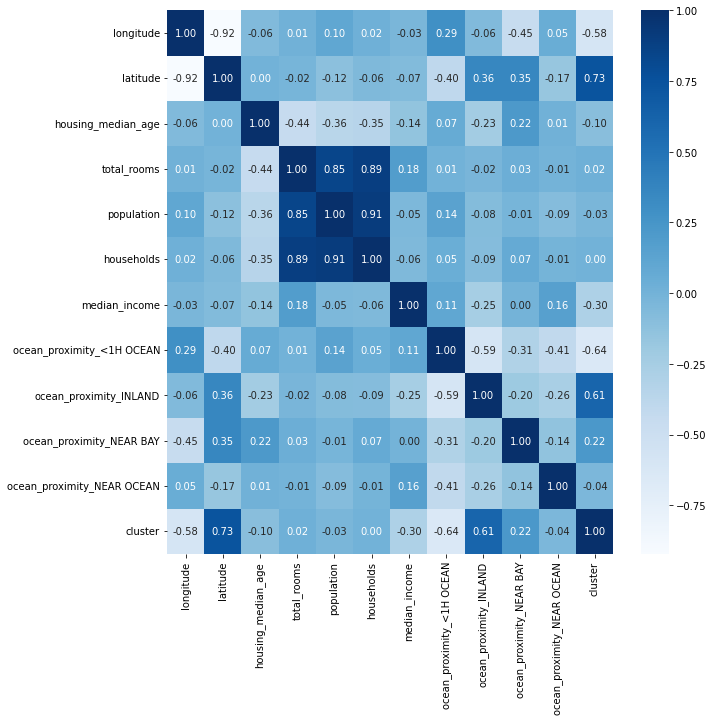 longitude 1.00 -0.92 -0.06 0.01 0.10 0.02 -0.03 0.29 -0.06 -0.45 0.05 -0.58
latitude -0.92 1.00 0.00 -0.02 -0.12 -0.06 -0.07 -0.40 0.36 0.35 -0.17 0.73
housing_median_age -0.06 0.00 1.00 -0.44 -0.36 -0.35 -0.14 0.07 -0.23 0.22 0.01 -0.10
total_rooms 0.01 -0.02 -0.44 1.00 0.85 0.89 0.18 0.01 -0.02 0.03 -0.01 0.02
population 0.10 -0.12 -0.36 0.85 1.00 0.91 -0.05 0.14 -0.08 -0.01 -0.09 -0.03
households 0.02 -0.06 -0.35 0.89 0.91 1.00 -0.06 0.05 -0.09 0.07 -0.01 0.00
median_income -0.03 -0.07 -0.14 0.18 -0.05 -0.06 1.00 0.11 -0.25 0.00 0.16 -0.30
ocean_proximity_<1H OCEAN 0.29 -0.40 0.07 0.01 0.14 0.05 0.11 1.00 -0.59 -0.31 -0.41 -0.64
ocean_proximity_INLAND -0.06 0.36 -0.23 -0.02 -0.08 -0.09 -0.25 -0.59 1.00 -0.20 -0.26 0.61
ocean_proximity_NEAR BAY -0.45 0.35 0.22 0.03 -0.01 0.07 0.00 -0.31 -0.20 1.00 -0.14 0.22
ocean_proximity_NEAR OCEAN 0.05 -0.17 0.01 -0.01 -0.09 -0.01 0.16 -0.41 -0.26 -0.14 1.00 -0.04
cluster -0.58 0.73 -0.10 0.02 -0.03 0.00 -0.30 -0.64 0.61 0.22 -0.04 1.00
longitude
latitude
housing_median_age
total_rooms
population
households
median_income
ocean_proximity_<1H OCEAN
ocean_proximity_INLAND
ocean_proximity_NEAR BAY
ocean_proximity_NEAR OCEAN
cluster
1.00
0.75
0.50
0.25
0.00
−0.25
−0.50
−0.75